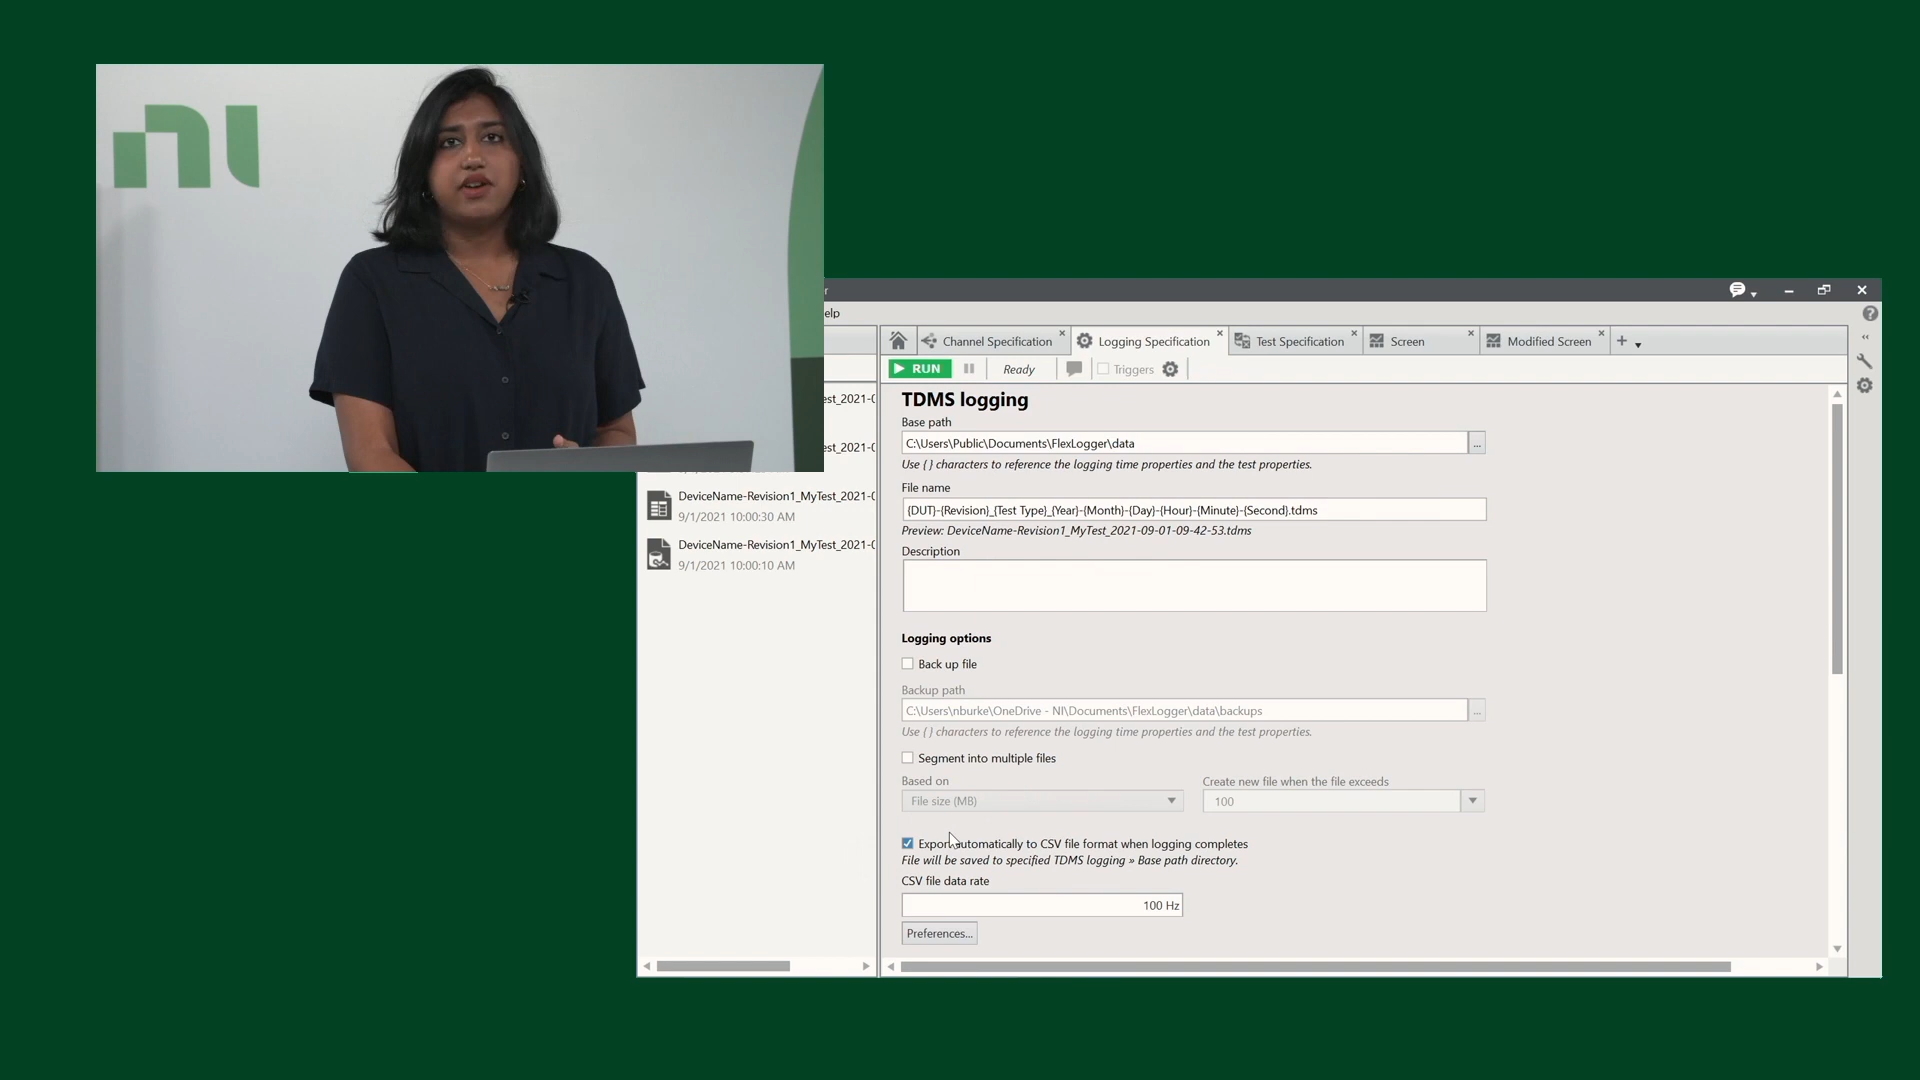 ni
r
elp
Channel Specification
Logging Specification
Test Specification
Screen
Modified Screen
RUN
Ready
Triggers
est_2021-0
est_2021-0
DeviceName-Revision1_MyTest_2021-0
9/1/2021 10:00:30 AM
DeviceName-Revision1_MyTest_2021-0
9/1/2021 10:00:10 AM
TDMS logging
Base path
C:\Users\Public\Documents\FlexLogger\data
...
Use { } characters to reference the logging time properties and the test properties.
File name
{DUT}-{Revision}_{Test Type}_{Year}-{Month}-{Day}-{Hour}-{Minute}-{Second}.tdms
Preview: DeviceName-Revision1_MyTest_2021-09-01-09-42-53.tdms
Description
Logging options
Back up file
Backup path
C:\Users\nburke\OneDrive - NI\Documents\FlexLogger\data\backups
...
Use { } characters to reference the logging time properties and the test properties.
Segment into multiple files
Based on
Create new file when the file exceeds
File size (MB)
100
Export automatically to CSV file format when logging completes
File will be saved to specified TDMS logging » Base path directory.
CSV file data rate
100 Hz
Preferences...